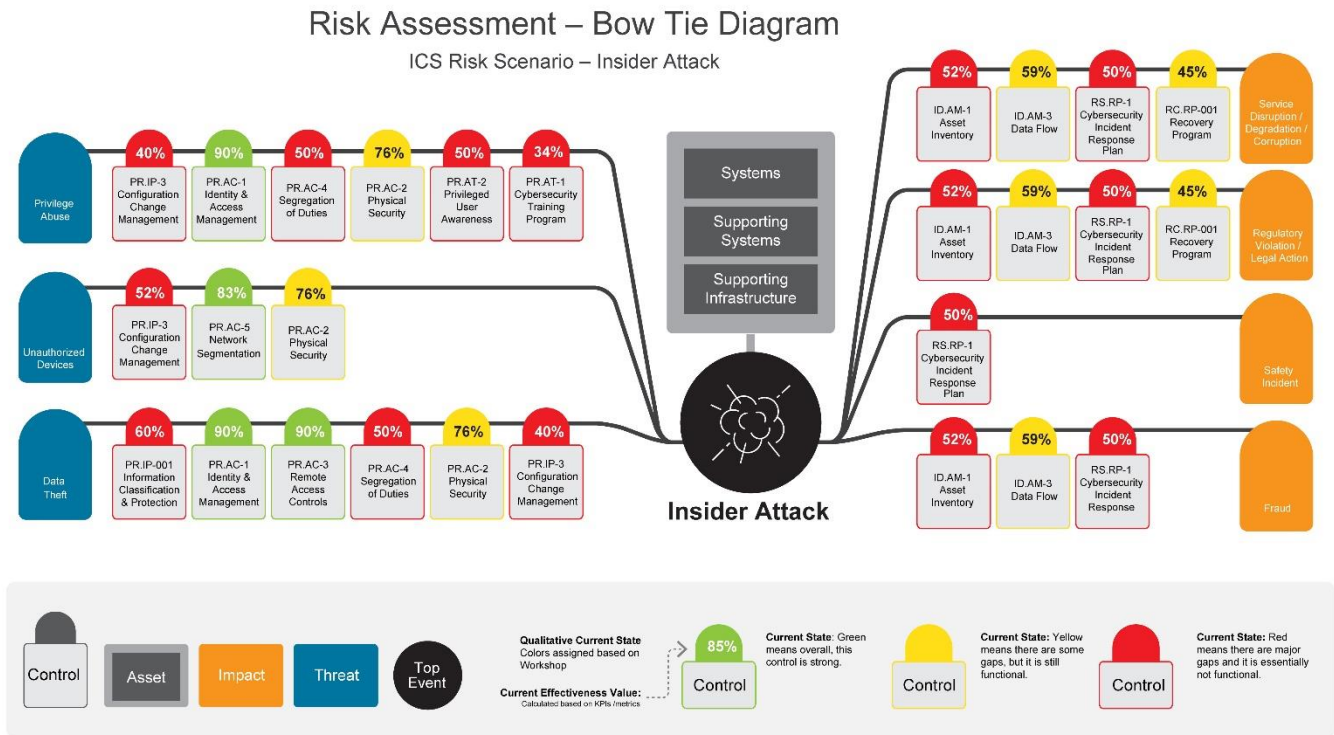 Risk Assessment – Bow Tie Diagram
ICS Risk Scenario – Insider Attack
Privilege
Abuse
40%
PR.IP-3
Configuration
Change
Management
90%
PR.AC-1
Identity &
Access
Management
50%
PR.AC-4
Segregation
of Duties
76%
PR.AC-2
Physical
Security
50%
PR.AT-2
Privileged
User
Awareness
34%
PR.AT-1
Cybersecurity
Training
Program
Unauthorized
Devices
52%
PR.IP-3
Configuration
Change
Management
83%
PR.AC-5
Network
Segmentation
76%
PR.AC-2
Physical
Security
Data
Theft
60%
PR.IP-001
Information
Classification
& Protection
90%
PR.AC-1
Identity &
Access
Management
90%
PR.AC-3
Remote
Access
Controls
50%
PR.AC-4
Segregation
of Duties
76%
PR.AC-2
Physical
Security
40%
PR.IP-3
Configuration
Change
Management
Systems
Supporting
Systems
Supporting
Infrastructure
Insider Attack
52%
ID.AM-1
Asset
Inventory
59%
ID.AM-3
Data Flow
50%
RS.RP-1
Cybersecurity
Incident
Response
Plan
45%
RC.RP-001
Recovery
Program
Service
Disruption /
Degradation /
Corruption
52%
ID.AM-1
Asset
Inventory
59%
ID.AM-3
Data Flow
50%
RS.RP-1
Cybersecurity
Incident
Response
Plan
45%
RC.RP-001
Recovery
Program
Regulatory
Violation /
Legal Action
50%
RS.RP-1
Cybersecurity
Incident
Response
Plan
Safety
Incident
52%
ID.AM-1
Asset
Inventory
59%
ID.AM-3
Data Flow
50%
RS.RP-1
Cybersecurity
Incident
Response
Fraud
Control
Asset
Impact
Threat
Top
Event
Qualitative Current State
Colors assigned based on
Workshop
Current Effectiveness Value:
Calculated based on KPIs /metrics
85%
Control
Current State: Green
means overall, this
control is strong.
Control
Current State: Yellow
means there are some
gaps, but it is still
functional.
Control
Current State: Red
means there are major
gaps and it is essentially
not functional.